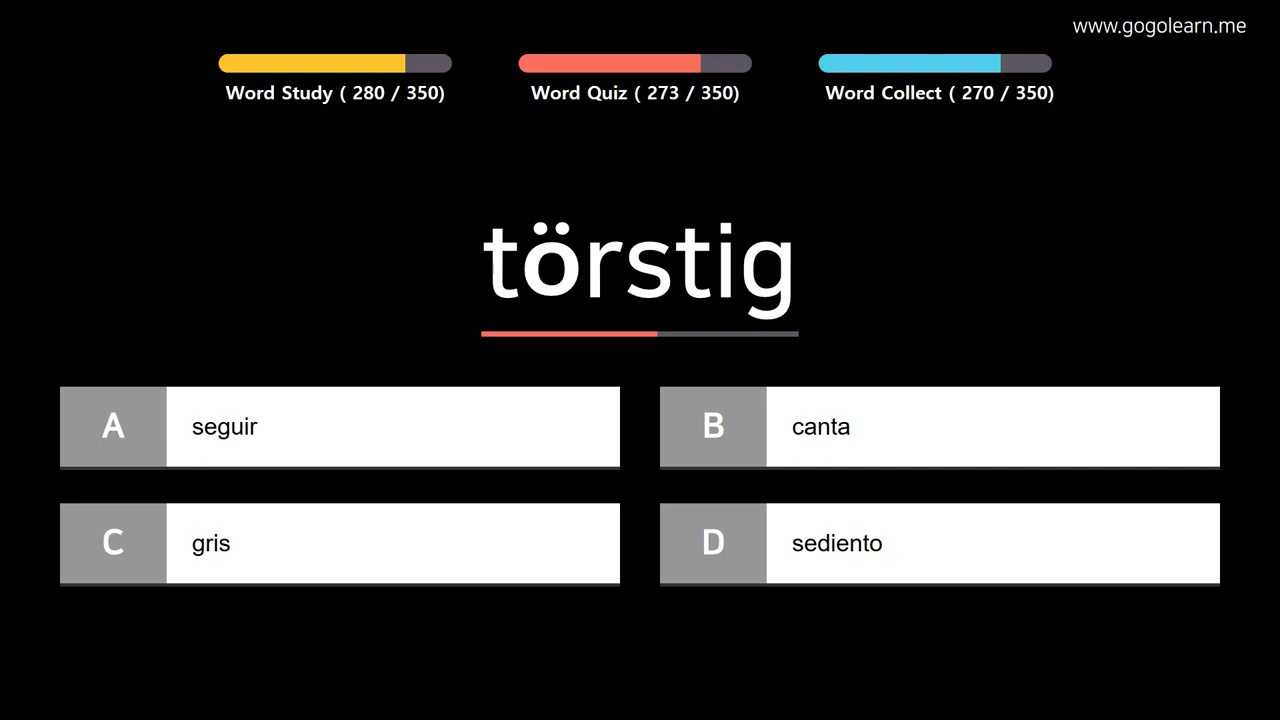 www.gogolearn.me
Word Study ( 280 / 350)
Word Quiz ( 273 / 350)
Word Collect ( 270 / 350)
törstig
A seguir
B canta
C gris
D sediento